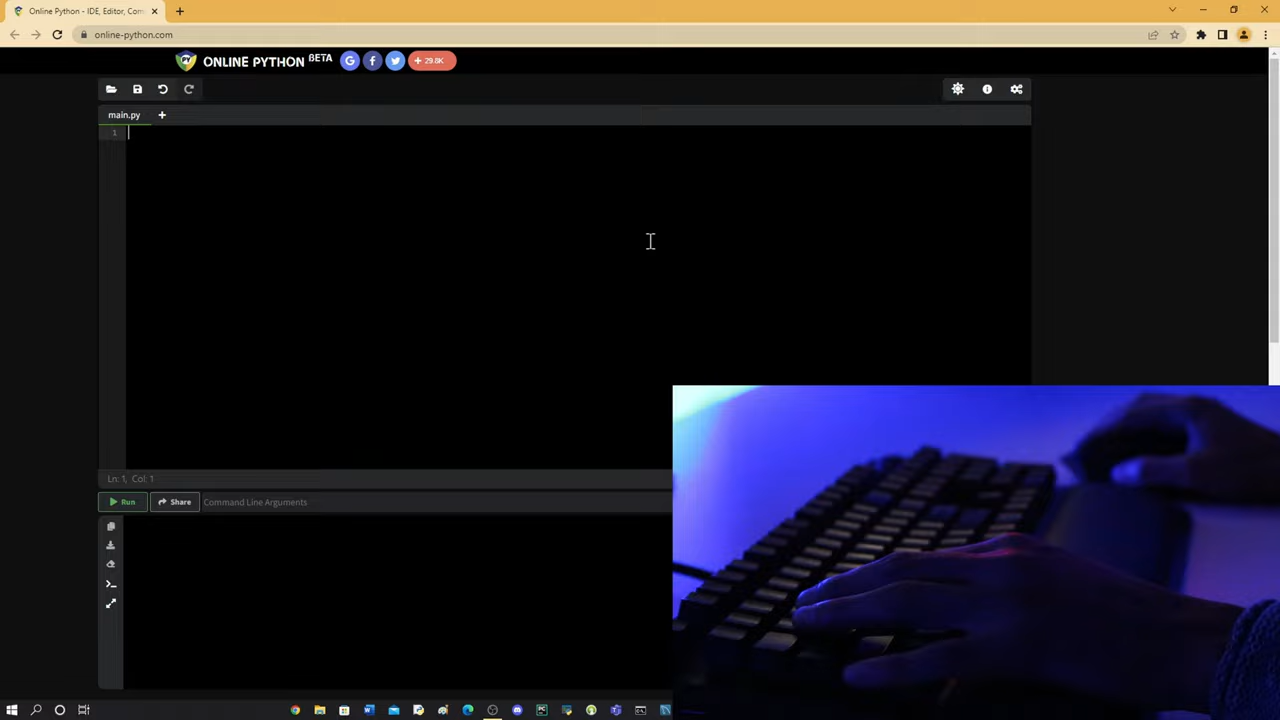 Online Python - IDE, Editor, Com
online-python.com
ONLINE PYTHON BETA
+ 29.8K
main.py
1
Ln: 1, Col: 1
Run
Share
Command Line Arguments